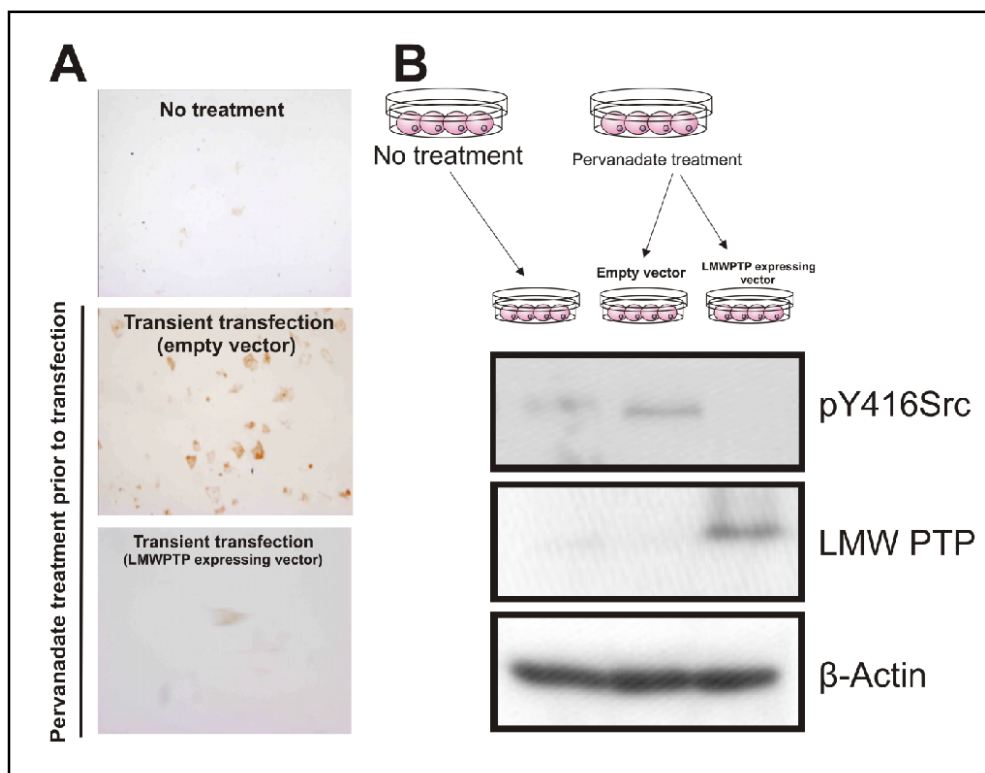 A
No treatment
Transient transfection
(empty vector)
Transient transfection
(LMWPTP expressing vector)
Pervanadate treatment prior to transfection
B
No treatment
Pervanadate treatment
Empty vector
LMWPTP expressing
vector
pY416Src
LMW PTP
β-Actin